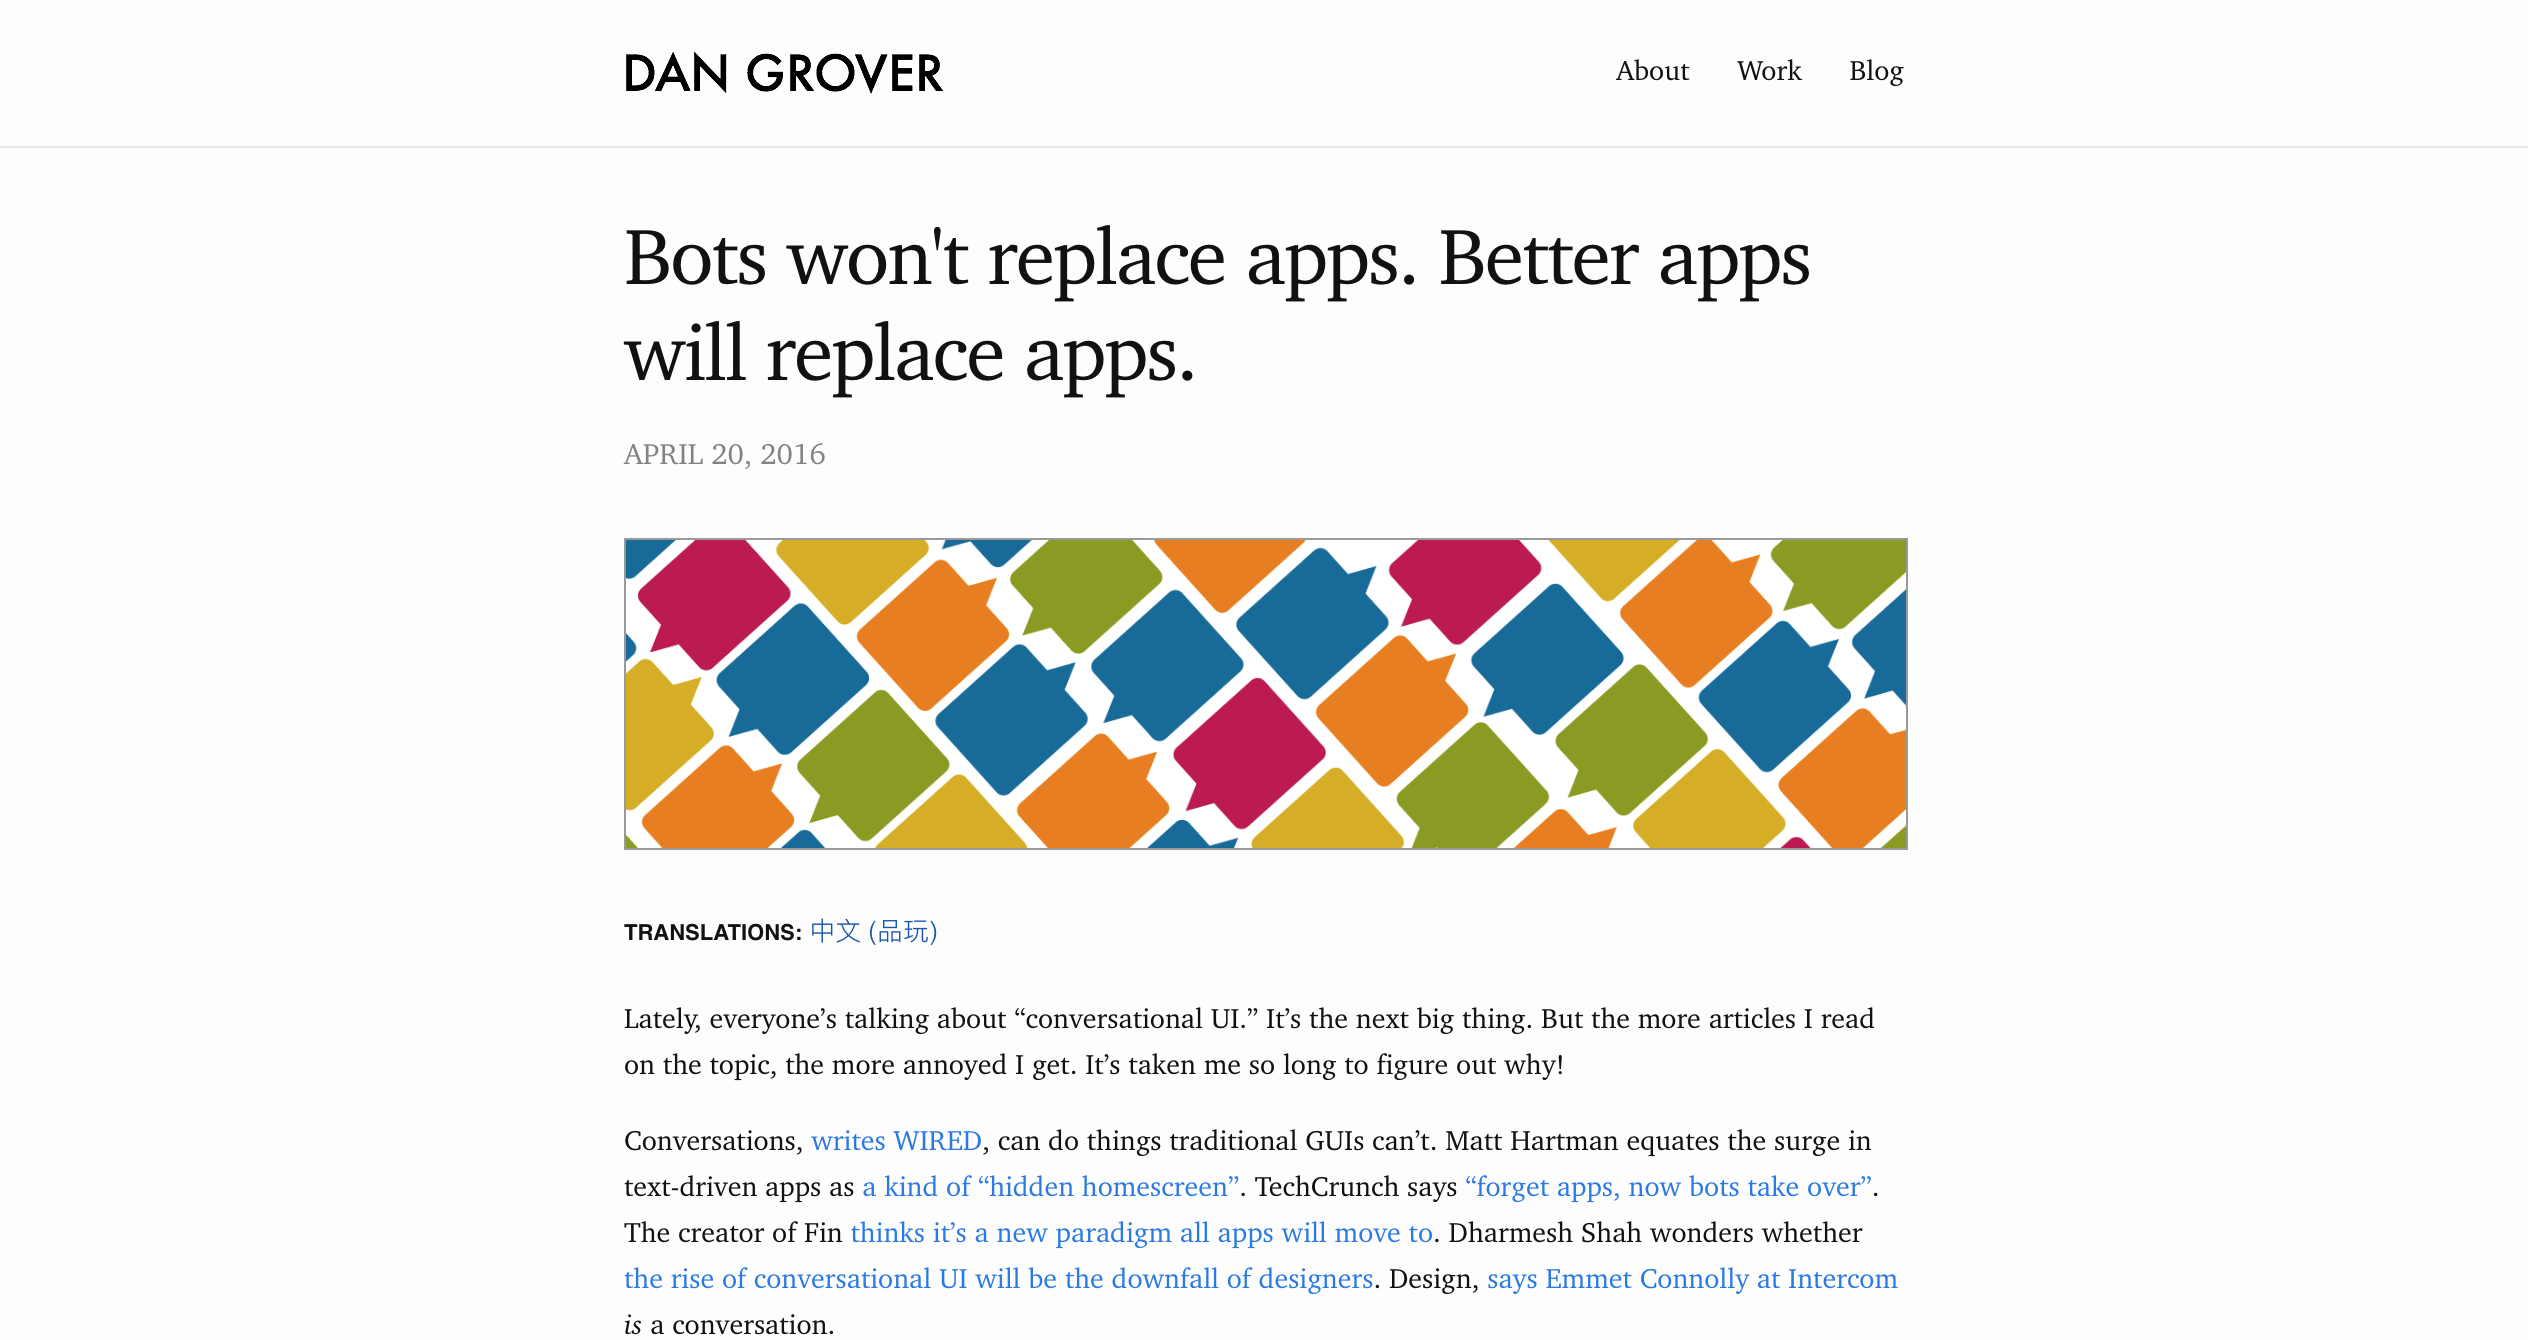 DAN GROVER
About Work Blog
Bots won't replace apps. Better apps
will replace apps.
APRIL 20, 2016
TRANSLATIONS: 中文 (品玩)
Lately, everyone’s talking about “conversational UI.” It’s the next big thing. But the more articles I read
on the topic, the more annoyed I get. It’s taken me so long to figure out why!
Conversations, writes WIRED, can do things traditional GUIs can’t. Matt Hartman equates the surge in
text-driven apps as a kind of “hidden homescreen”. TechCrunch says “forget apps, now bots take over”.
The creator of Fin thinks it’s a new paradigm all apps will move to. Dharmesh Shah wonders whether
the rise of conversational UI will be the downfall of designers. Design, says Emmet Connolly at Intercom
is a conversation.